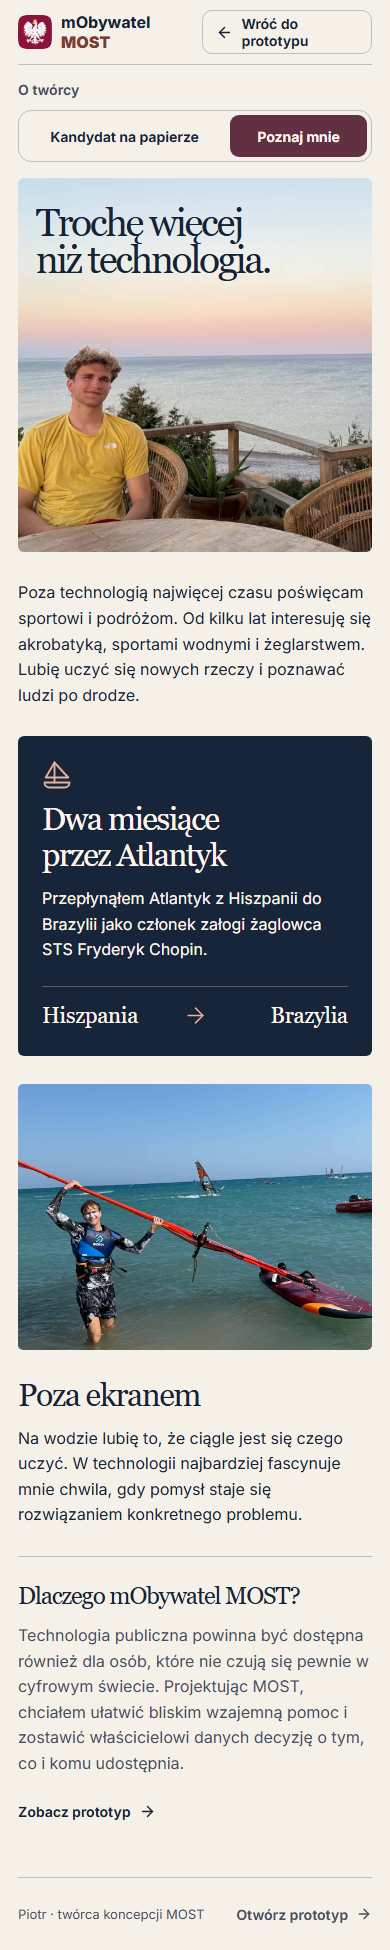 mObywatel
MOST
Wróć do
prototypu
O twórcy
Kandydat na papierze
Poznaj mnie
Trochę więcej
niż technologia.
Poza technologią najwięcej czasu poświęcam
sportowi i podróżom. Od kilku lat interesuję się
akrobatyką, sportami wodnymi i żeglarstwem.
Lubię uczyć się nowych rzeczy i poznawać
ludzi po drodze.
Dwa miesiące
przez Atlantyk
Przepłynąłem Atlantyk z Hiszpanii do
Brazylii jako członek załogi żaglowca
STS Fryderyk Chopin.
Hiszpania
Brazylia
Poza ekranem
Na wodzie lubię to, że ciągle jest się czego
uczyć. W technologii najbardziej fascynuje
mnie chwila, gdy pomysł staje się
rozwiązaniem konkretnego problemu.
Dlaczego mObywatel MOST?
Technologia publiczna powinna być dostępna
również dla osób, które nie czują się pewnie w
cyfrowym świecie. Projektując MOST,
chciałem ułatwić bliskim wzajemną pomoc i
zostawić właścicielowi danych decyzję o tym,
co i komu udostępnia.
Zobacz prototyp
Piotr · twórca koncepcji MOST
Otwórz prototyp